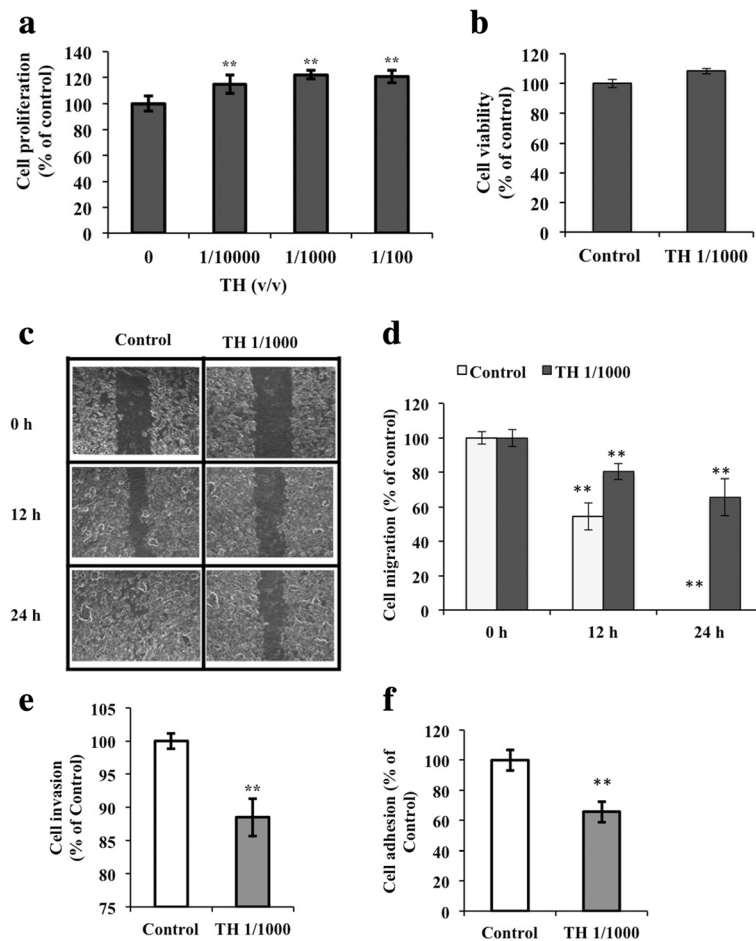 a
Cell proliferation
(% of control)
140
120
100
80
60
40
20
0
**
**
**
0
1/10000
1/1000
1/100
TH (v/v)
b
Cell viability
(% of control)
120
100
80
60
40
20
0
Control
TH 1/1000
c
Control
TH 1/1000
0 h
12 h
24 h
d
Control
TH 1/1000
Cell migration (% of control)
120
100
80
60
40
20
0
**
**
**
**
0 h
12 h
24 h
e
Cell invasion
(% of Control)
105
100
95
90
85
80
75
**
Control
TH 1/1000
f
Cell adhesion (% of
Control)
120
100
80
60
40
20
0
**
Control
TH 1/1000